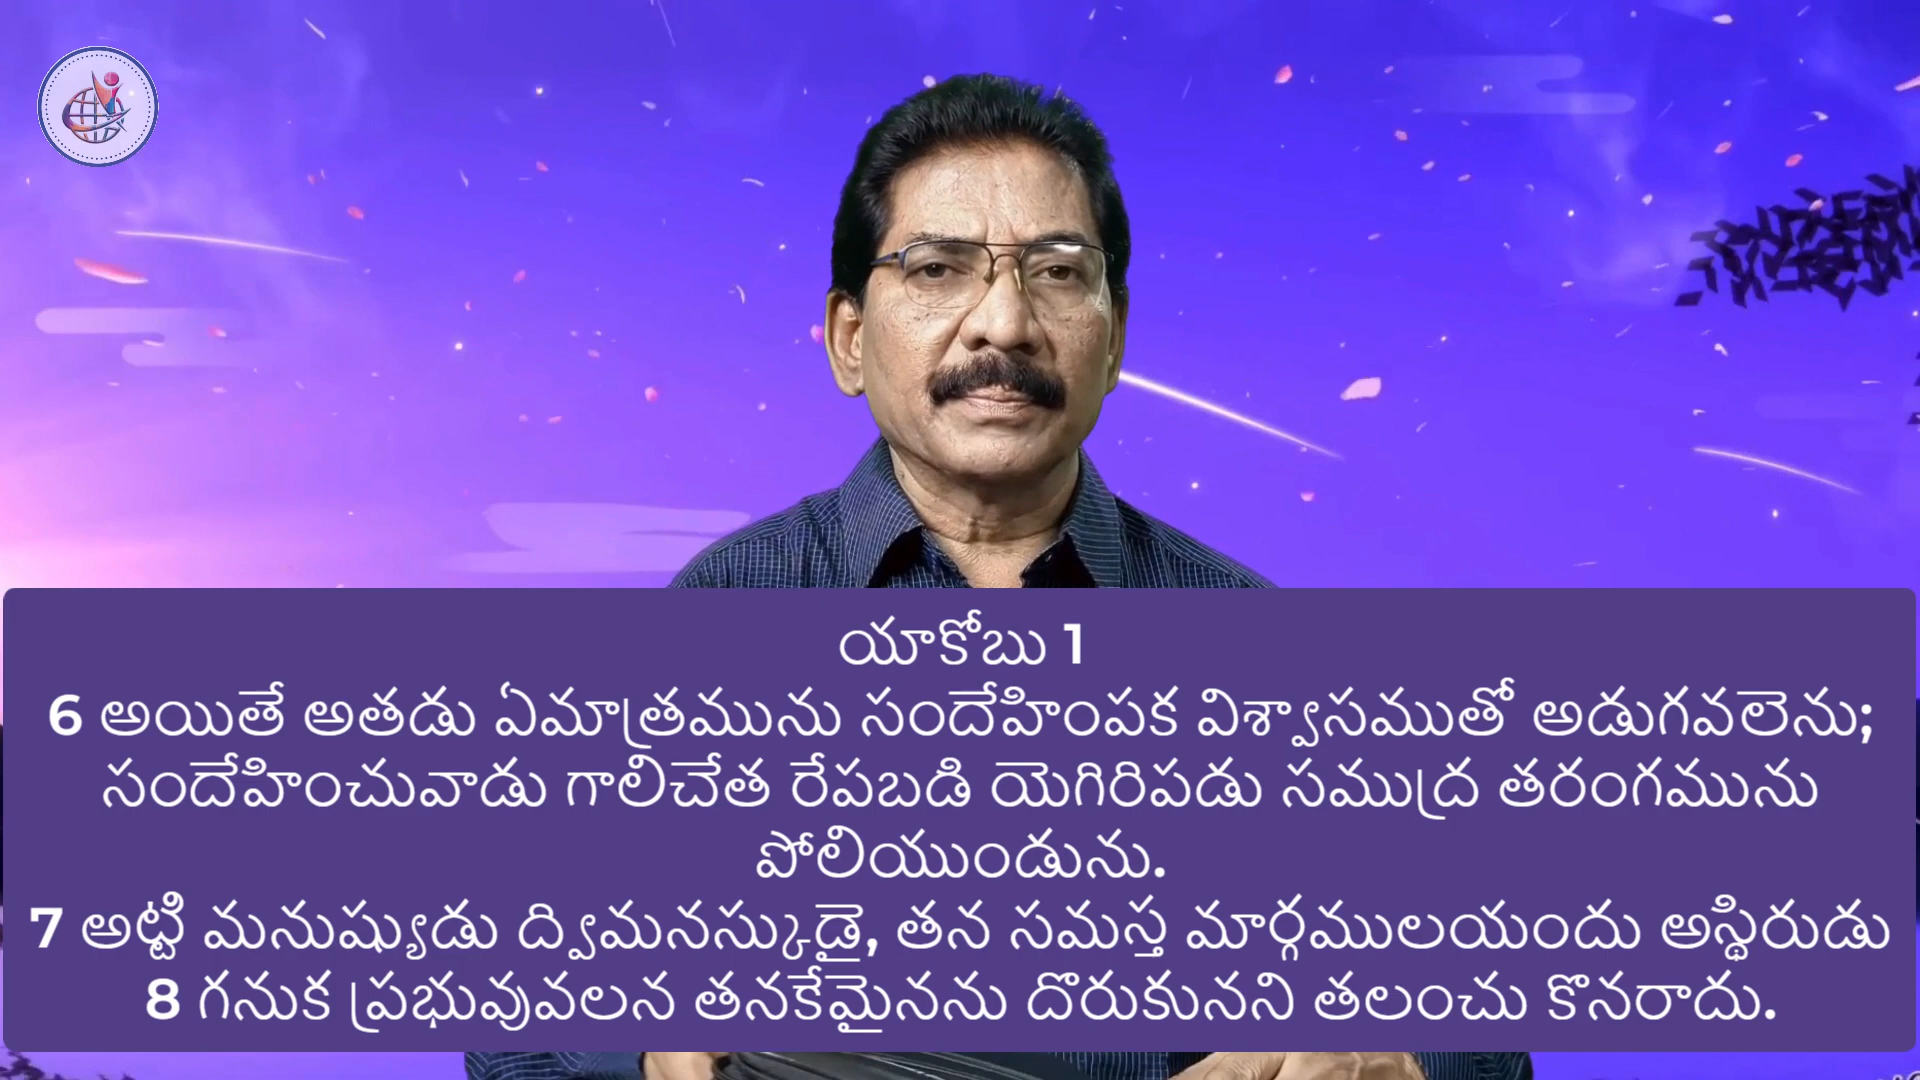 యాకోబు 1
6 అయితే అతడు ఏమాత్రమును సందేహింపక విశ్వాసముతో అడుగవలెను;
సందేహించువాడు గాలిచేత రేపబడి యెగిరిపడు సముద్ర తరంగమును
పోలియుండును.
7 అట్టి మనుష్యుడు ద్విమనస్కుడై, తన సమస్త మార్గములయందు అస్థిరుడు
8 గనుక ప్రభువువలన తనకేమైనను దొరుకునని తలంచు కొనరాదు.